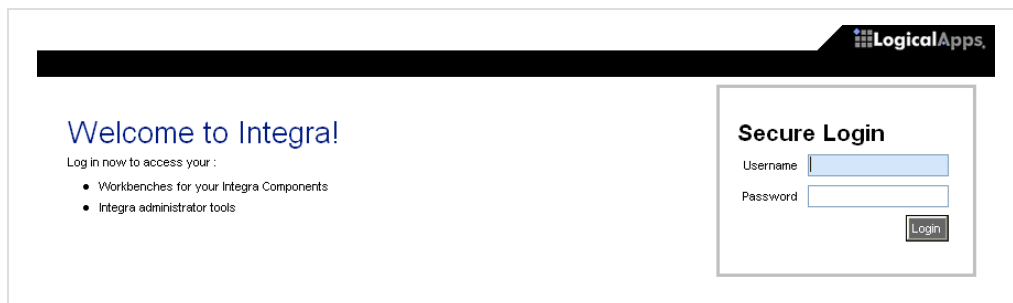 LogicalApps.
Welcome to Integra!
Log in now to access your :
Workbenches for your Integra Components
Integra administrator tools
Secure Login
Username
Password
Login